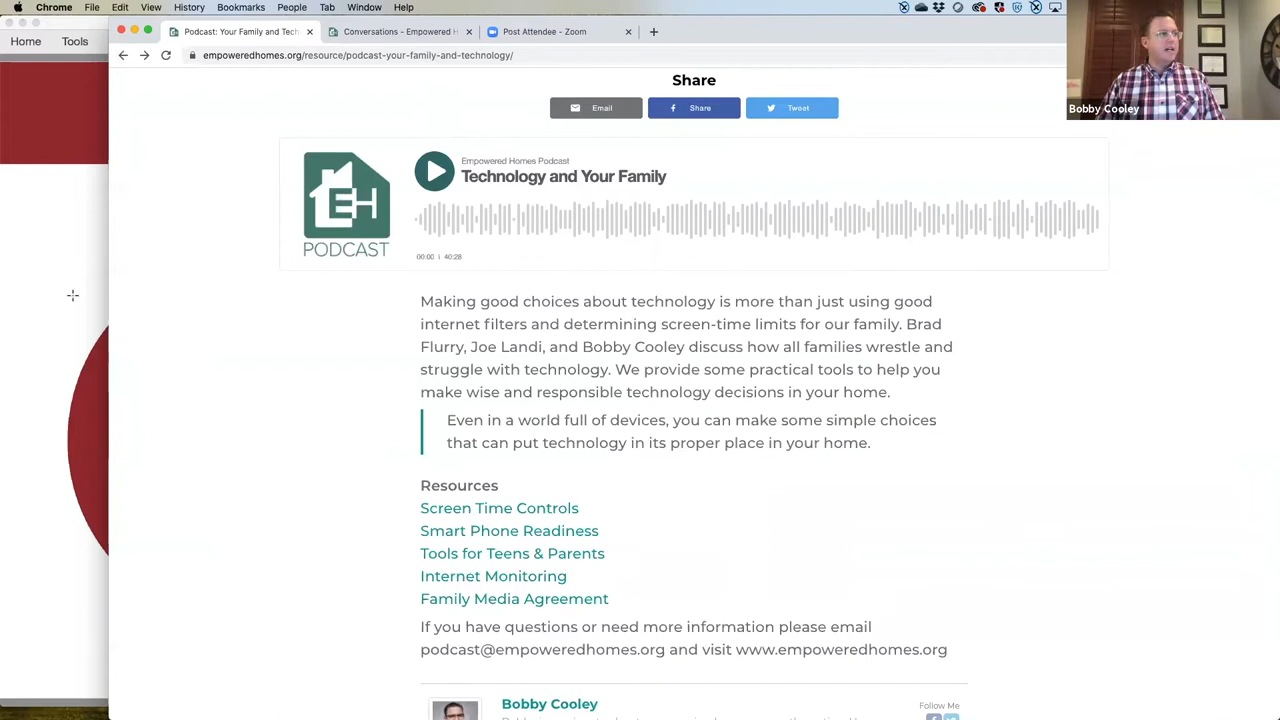 Chrome File Edit View History Bookmarks People Tab Window Help
Home Tools
Podcast: Your Family and Tech
Conversations - Empowered H
Post Attendee - Zoom
empoweredhomes.org/resource/podcast-your-family-and-technology/
Bobby Cooley
Share
Email
Share
Tweet
EH
PODCAST
Empowered Homes Podcast
Technology and Your Family
00:00 | 40:28
Making good choices about technology is more than just using good
internet filters and determining screen-time limits for our family. Brad
Flurry, Joe Landi, and Bobby Cooley discuss how all families wrestle and
struggle with technology. We provide some practical tools to help you
make wise and responsible technology decisions in your home.
Even in a world full of devices, you can make some simple choices
that can put technology in its proper place in your home.
Resources
Screen Time Controls
Smart Phone Readiness
Tools for Teens & Parents
Internet Monitoring
Family Media Agreement
If you have questions or need more information please email
podcast@empoweredhomes.org and visit www.empoweredhomes.org
Bobby Cooley
Follow Me